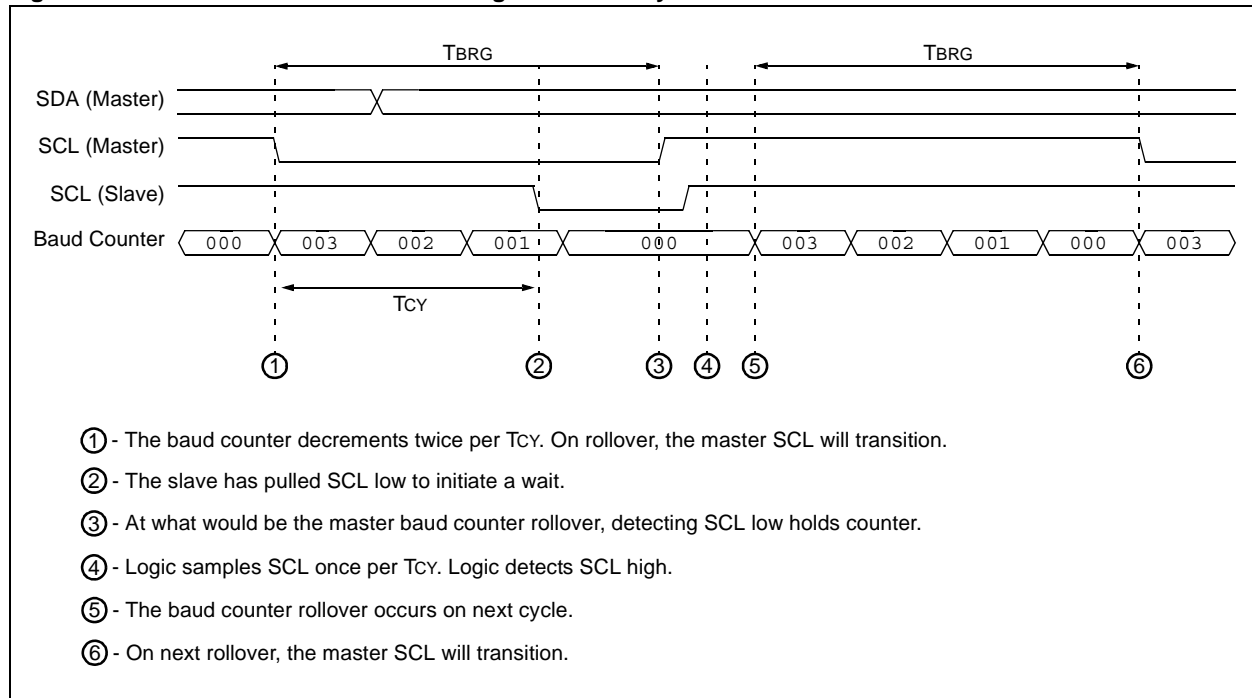 TBRG TBRG
SDA (Master)
SCL (Master)
SCL (Slave)
Baud Counter 000 003 002 001 000 003 002 001 000 003
TCY
1 2 3 4 5 6
1 - The baud counter decrements twice per TCY. On rollover, the master SCL will transition.
2 - The slave has pulled SCL low to initiate a wait.
3 - At what would be the master baud counter rollover, detecting SCL low holds counter.
4 - Logic samples SCL once per TCY. Logic detects SCL high.
5 - The baud counter rollover occurs on next cycle.
6 - On next rollover, the master SCL will transition.